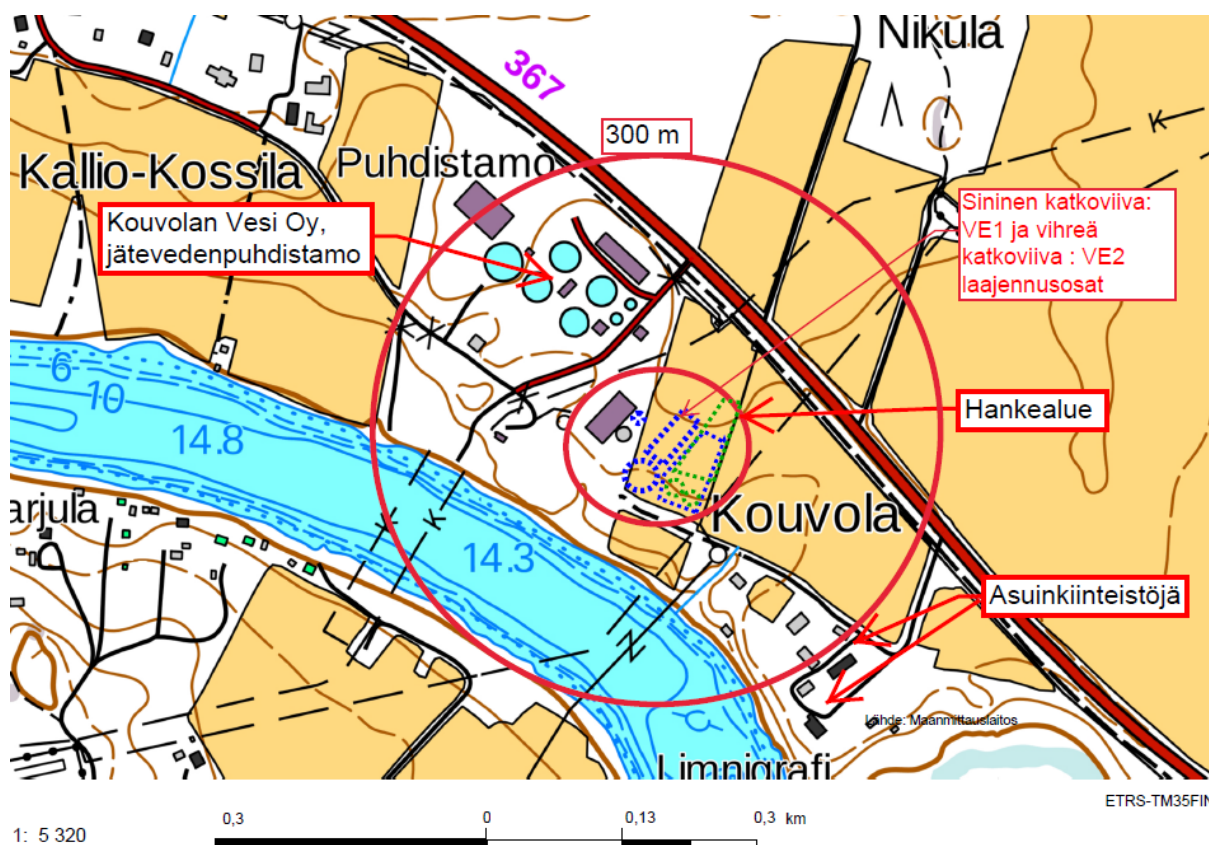 Nikula
367
300 m
Kallio-Kossila
Puhdistamo
Kouvolan Vesi Oy,
jätevedenpuhdistamo
Sininen katkoviiva:
VE1 ja vihreä
katkoviiva : VE2
laajennusosat
K
6
10
14.8
Hankealue
arjula
Kouvola
K
K
14.3
Asuinkiinteistöjä
Z
Lähde: Maanmittauslaitos
Limnigrafi
ETRS-TM35FIN
1: 5 320
0,3
0
0,13
0,3 km